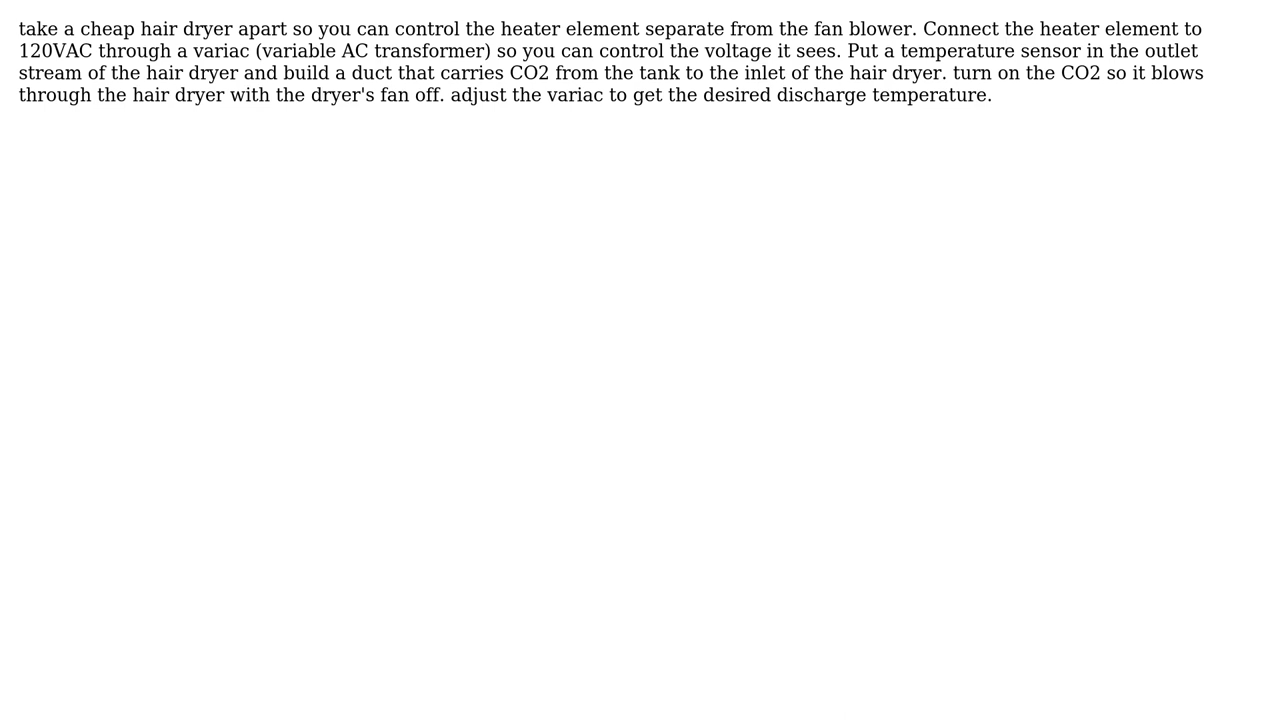 take a cheap hair dryer apart so you can control the heater element separate from the fan blower. Connect the heater element to
120VAC through a variac (variable AC transformer) so you can control the voltage it sees. Put a temperature sensor in the outlet
stream of the hair dryer and build a duct that carries CO2 from the tank to the inlet of the hair dryer. turn on the CO2 so it blows
through the hair dryer with the dryer's fan off. adjust the variac to get the desired discharge temperature.